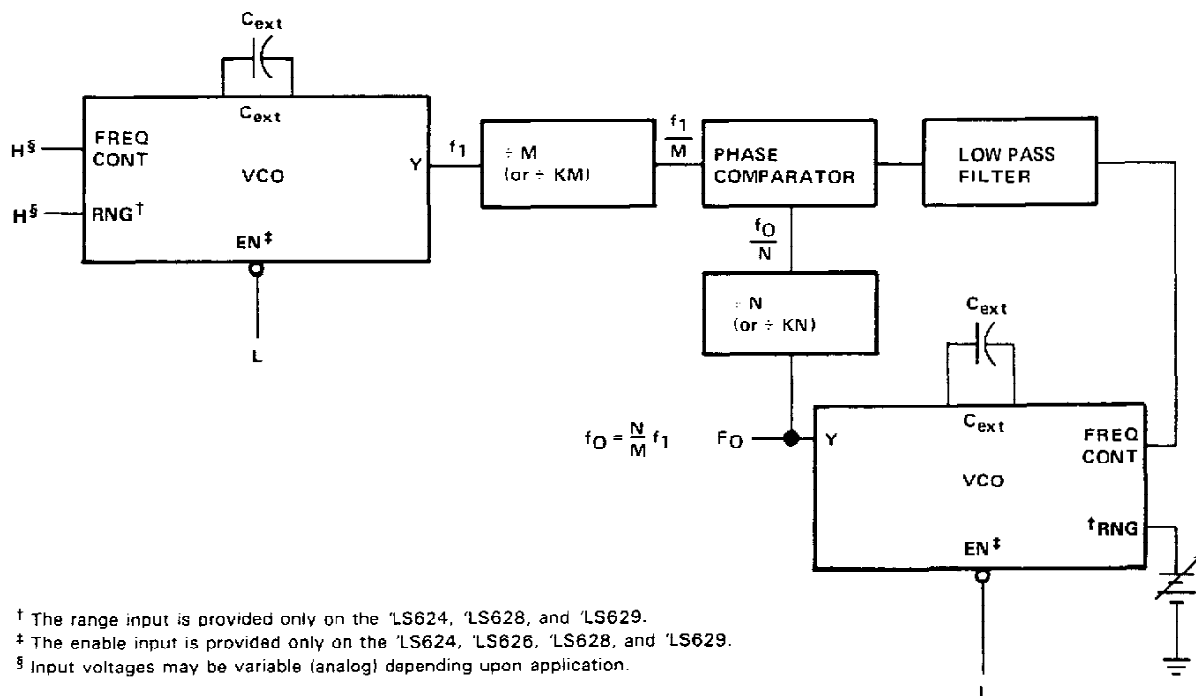 Cext
Cext
FREQ
CONT
VCO
Y
H§
H§
RNG†
EN‡
L
f1
÷ M
(or ÷ KM)
f1
M
PHASE
COMPARATOR
LOW PASS
FILTER
fO
N
÷ N
(or ÷ KN)
fO = N/M f1
FO
Cext
Cext
Y
FREQ
CONT
VCO
†RNG
EN‡
L
† The range input is provided only on the 'LS624, 'LS628, and 'LS629.
‡ The enable input is provided only on the 'LS624, 'LS626, 'LS628, and 'LS629.
§ Input voltages may be variable (analog) depending upon application.